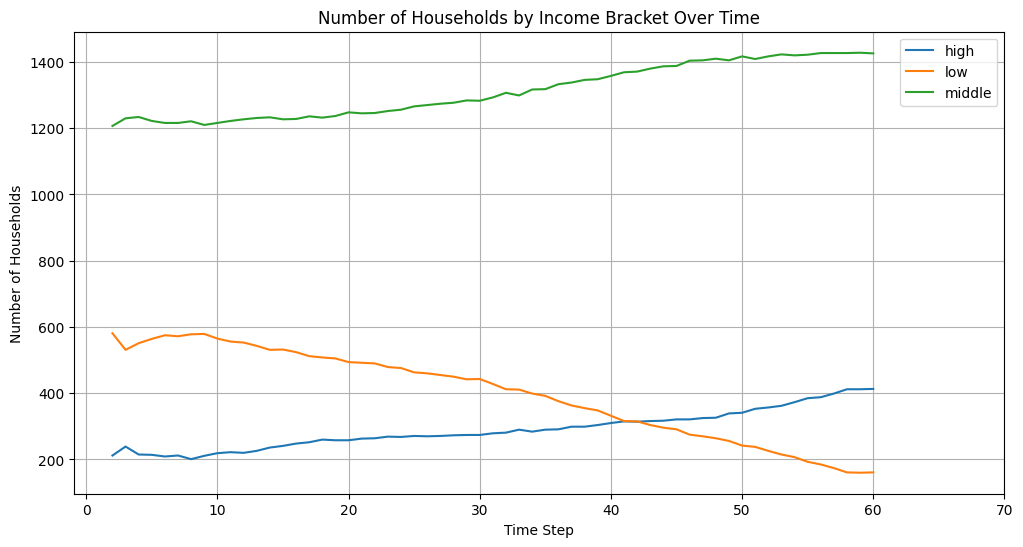 Number of Households by Income Bracket Over Time
high
low
middle
Number of Households
1400
1200
1000
800
600
400
200
0 10 20 30 40 50 60 70
Time Step